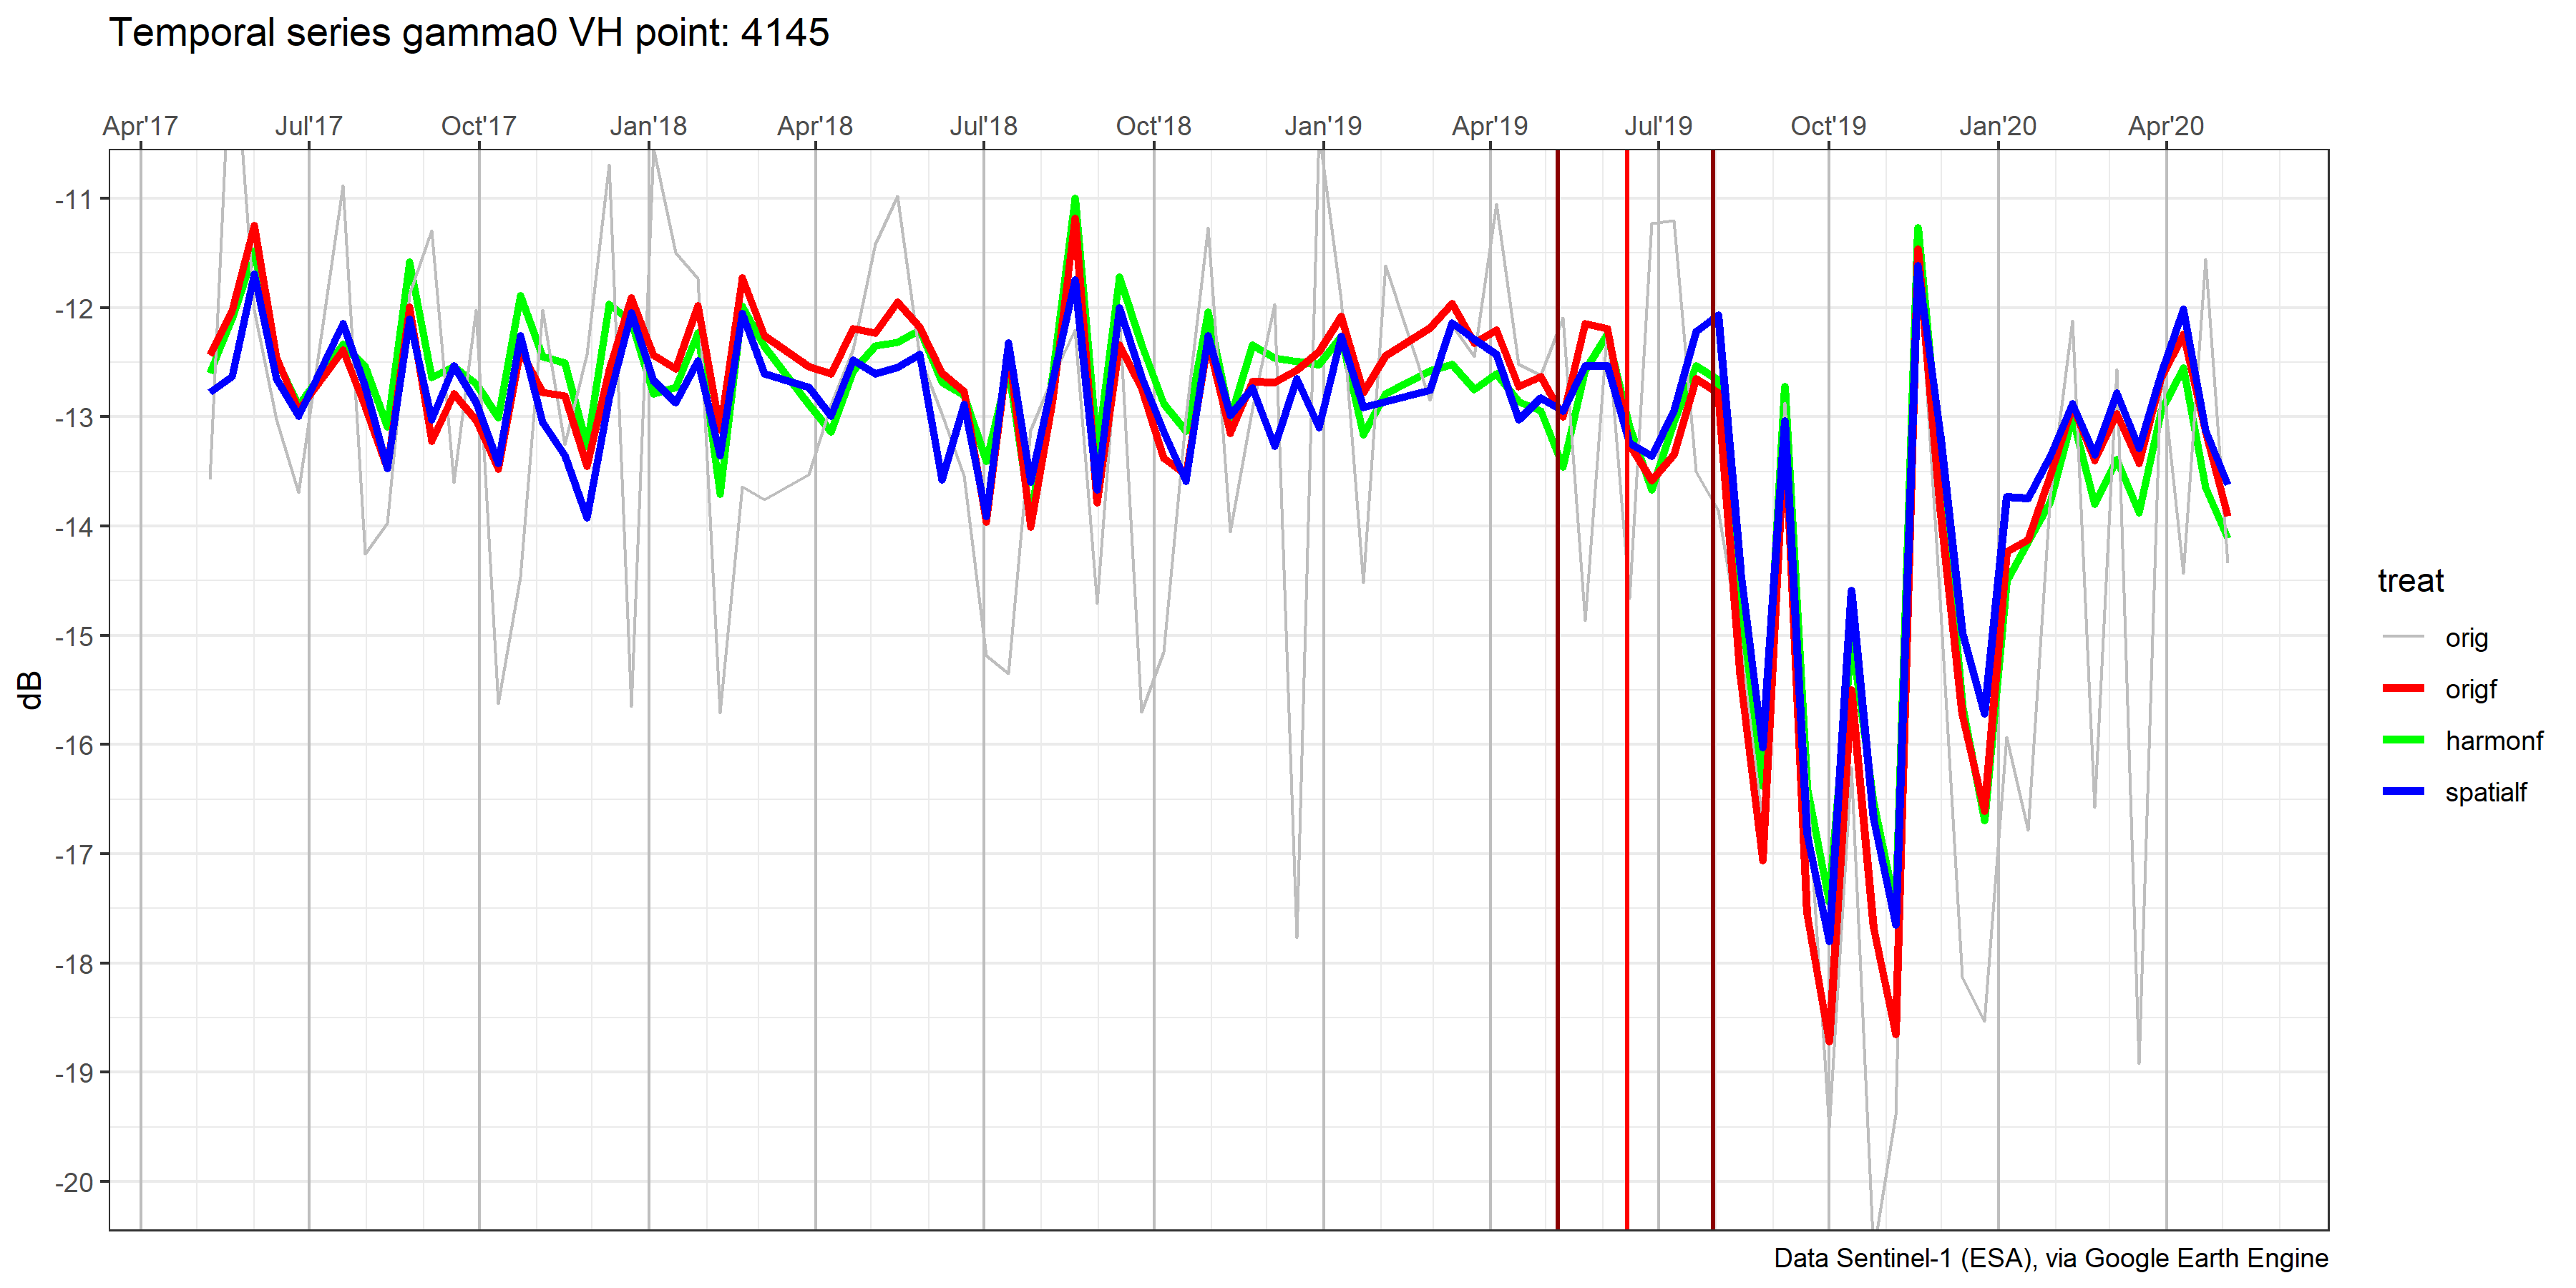 Temporal series gamma0 VH point: 4145
Apr'17 Jul'17 Oct'17 Jan'18 Apr'18 Jul'18 Oct'18 Jan'19 Apr'19 Jul'19 Oct'19 Jan'20 Apr'20
-11
-12
-13
-14
-15
-16
-17
-18
-19
-20
dB
treat
orig
origf
harmonf
spatialf
Data Sentinel-1 (ESA), via Google Earth Engine